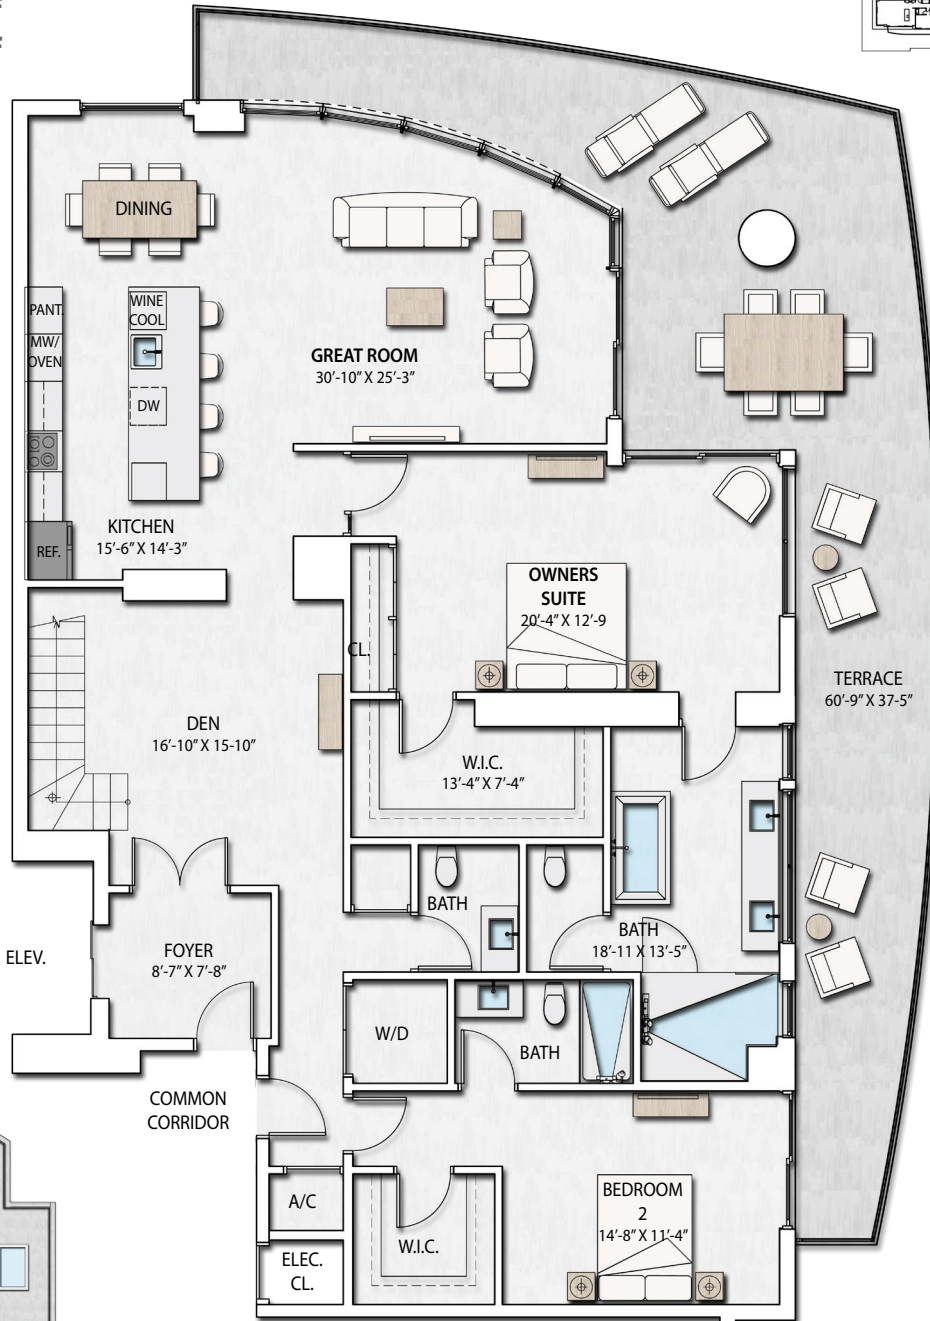 DINING
WINE
COOL
PANT.
MW/
OVEN
DW
GREAT ROOM
30'-10" X 25'-3"
KITCHEN
15'-6" X 14'-3"
REF.
OWNERS
SUITE
20'-4" X 12'-9
CL.
TERRACE
60'-9" X 37-5"
DEN
16'-10" X 15-10"
W.I.C.
13'-4" X 7'-4"
BATH
BATH
18'-11 X 13'-5"
ELEV.
FOYER
8'-7" X 7'-8"
W/D
BATH
COMMON
CORRIDOR
A/C
BEDROOM
2
14'-8" X 11'-4"
W.I.C.
ELEC.
CL.